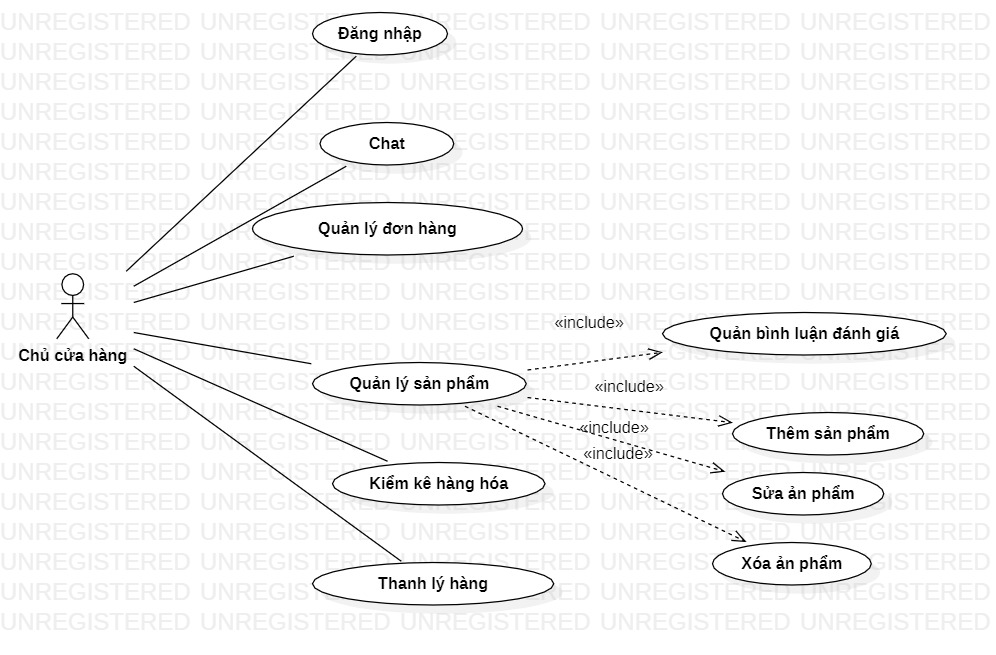 Đăng nhập
Chat
Quản lý đơn hàng
Chủ cửa hàng
Quản lý sản phẩm
Kiểm kê hàng hóa
Thanh lý hàng
«include»
Quản bình luận đánh giá
«include»
Thêm sản phẩm
«include»
Sửa ản phẩm
«include»
Xóa ản phẩm
UNREGISTERED